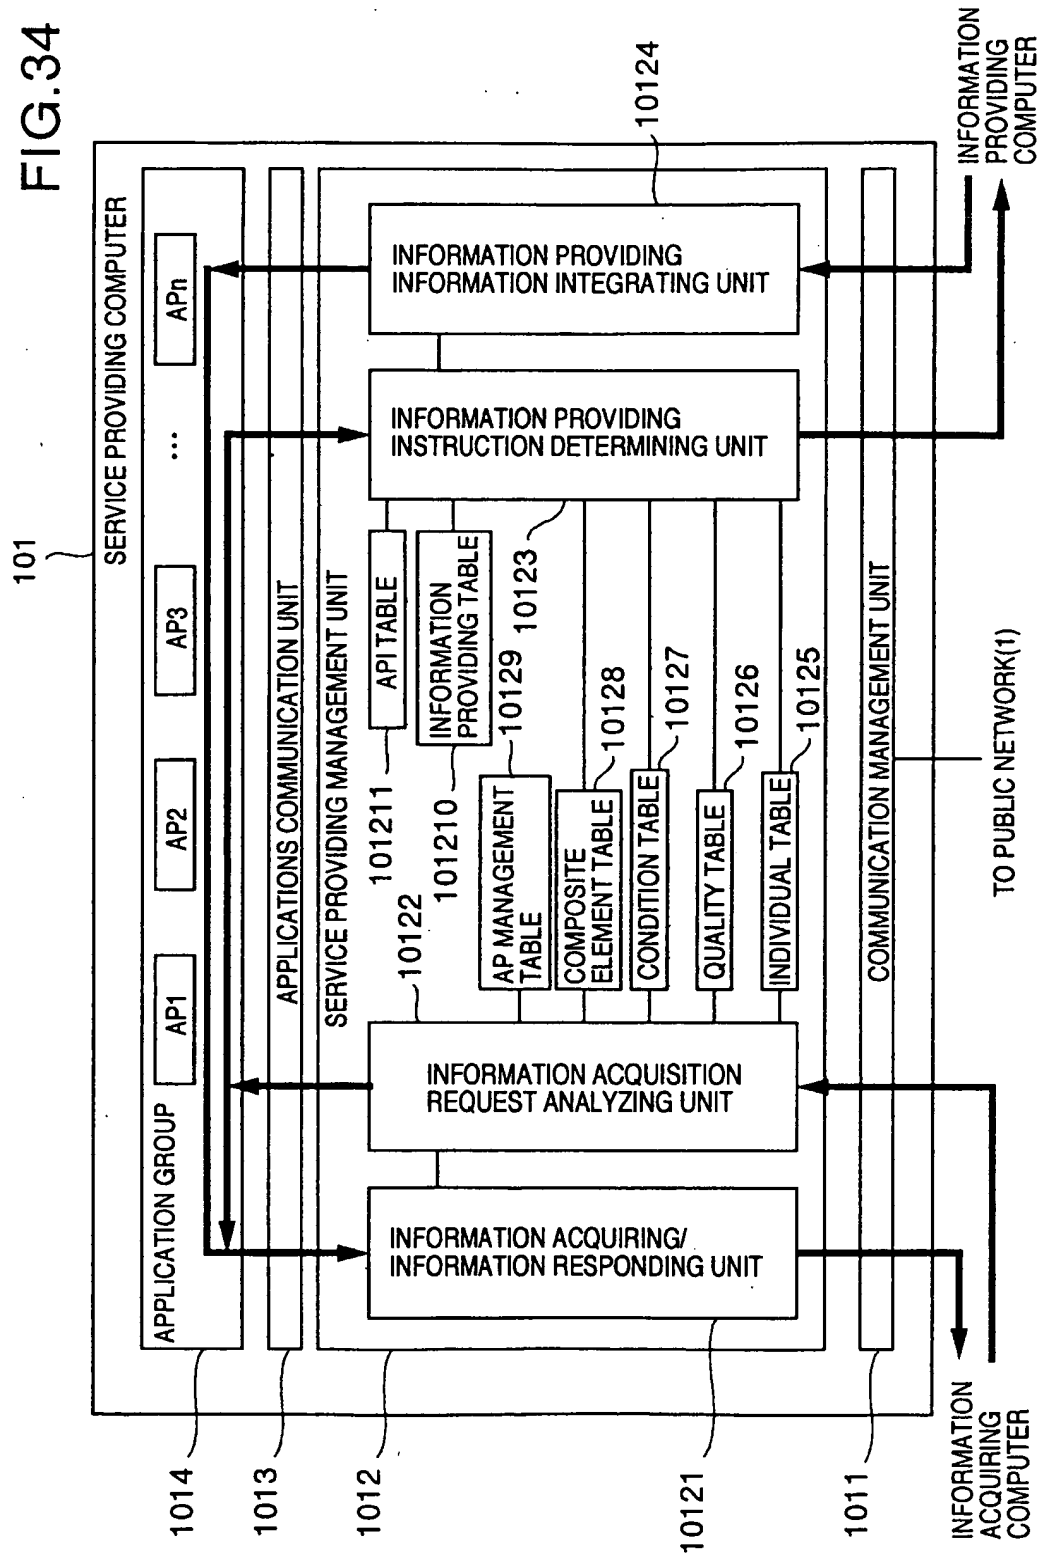 FIG.34
101
SERVICE PROVIDING COMPUTER
1014
APPLICATION GROUP
AP1
AP2
AP3
...
APn
1013
APPLICATIONS COMMUNICATION UNIT
1012
SERVICE PROVIDING MANAGEMENT UNIT
10121
INFORMATION ACQUIRING/
INFORMATION RESPONDING UNIT
10122
INFORMATION ACQUISITION
REQUEST ANALYZING UNIT
101211
API TABLE
101210
INFORMATION
PROVIDING TABLE
AP MANAGEMENT
TABLE
10129
COMPOSITE
ELEMENT TABLE
10128
CONDITION TABLE
10127
QUALITY TABLE
10126
INDIVIDUAL TABLE
10125
10123
INFORMATION PROVIDING
INSTRUCTION DETERMINING UNIT
10124
INFORMATION PROVIDING
INFORMATION INTEGRATING UNIT
1011
COMMUNICATION MANAGEMENT UNIT
INFORMATION
ACQUIRING
COMPUTER
TO PUBLIC NETWORK(1)
INFORMATION
PROVIDING
COMPUTER